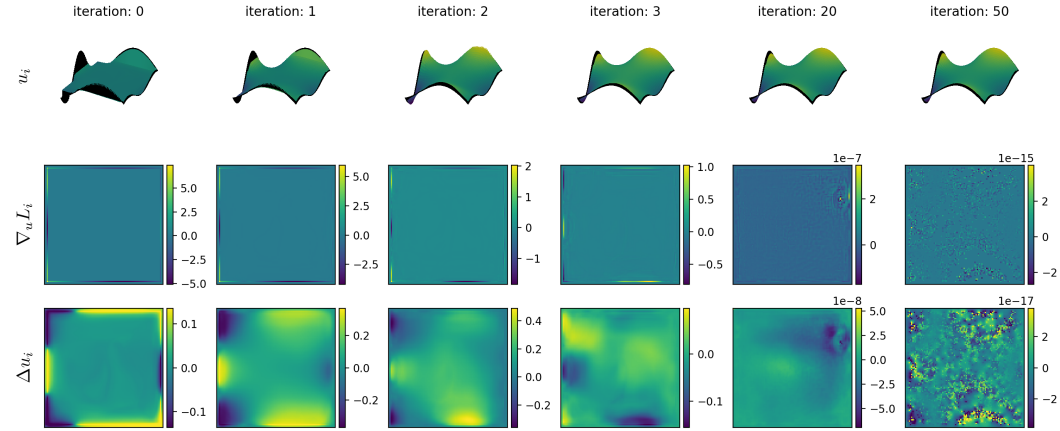 iteration: 0 iteration: 1 iteration: 2 iteration: 3 iteration: 20 iteration: 50
u_i
1e−7 1e−15
∇_u L_i
5.0 2.5 0.0 −2.5 −5.0
5.0 2.5 0.0 −2.5
2 1 0 −1
1.0 0.5 0.0 −0.5
2 0
2 0 −2
1e−8 1e−17
Δu_i
0.1 0.0 −0.1
0.2 0.0 −0.2
0.4 0.2 0.0 −0.2
0.0 −0.1
5.0 2.5 0.0 −2.5 −5.0
2 0 −2